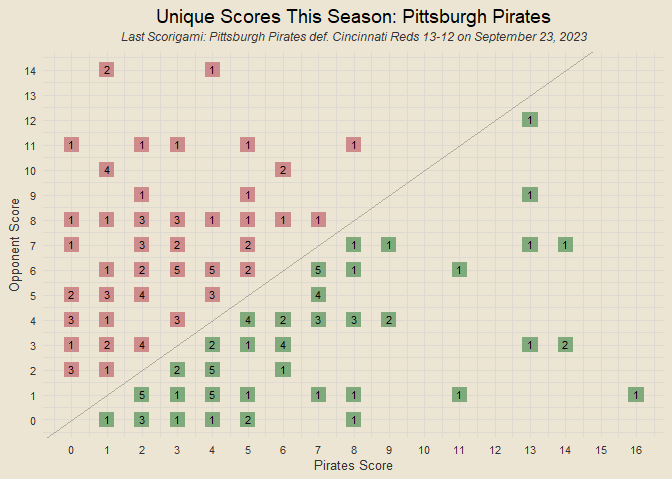 Unique Scores This Season: Pittsburgh Pirates
Last Scorigami: Pittsburgh Pirates def. Cincinnati Reds 13-12 on September 23, 2023
14 2 1
13
12 1
11 1 1 1 1 1
10 4 2
9 1 1 1
8 1 1 3 3 1 1 1 1
7 1 3 2 2 1 1 1 1
6 1 2 5 5 2 5 1 1
5 2 3 4 3 4
4 3 1 3 4 2 3 3 2
3 1 2 4 2 1 4 1 2
2 3 1 2 5 1
1 5 1 5 1 1 1 1 1
0 1 3 1 1 2 1
0 1 2 3 4 5 6 7 8 9 10 11 12 13 14 15 16
Opponent Score
Pirates Score